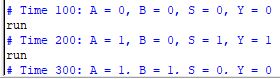 # Time 100: A = 0, B = 0, S = 0, Y = 0
run
# Time 200: A = 1, B = 0, S = 1, Y = 1
run
# Time 300: A = 1, B = 1, S = 0, Y = 0